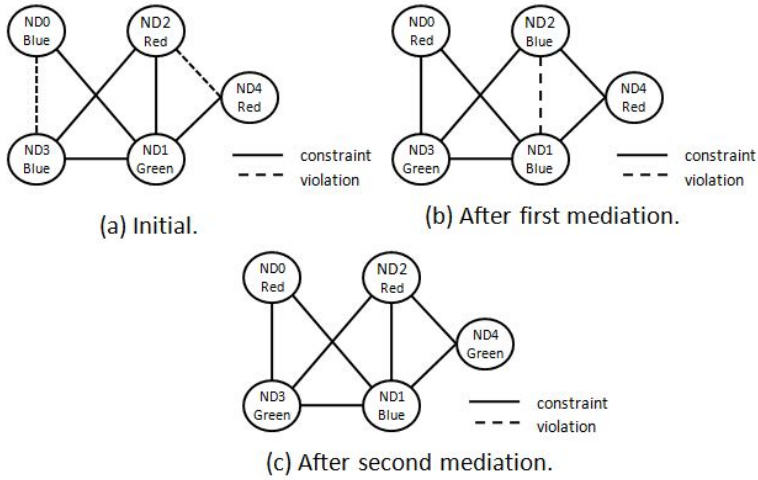 ND0
Blue
ND2
Red
ND4
Red
ND3
Blue
ND1
Green
constraint
violation
(a) Initial.
ND0
Red
ND2
Blue
ND4
Red
ND3
Green
ND1
Blue
constraint
violation
(b) After first mediation.
ND0
Red
ND2
Red
ND4
Green
ND3
Green
ND1
Blue
constraint
violation
(c) After second mediation.